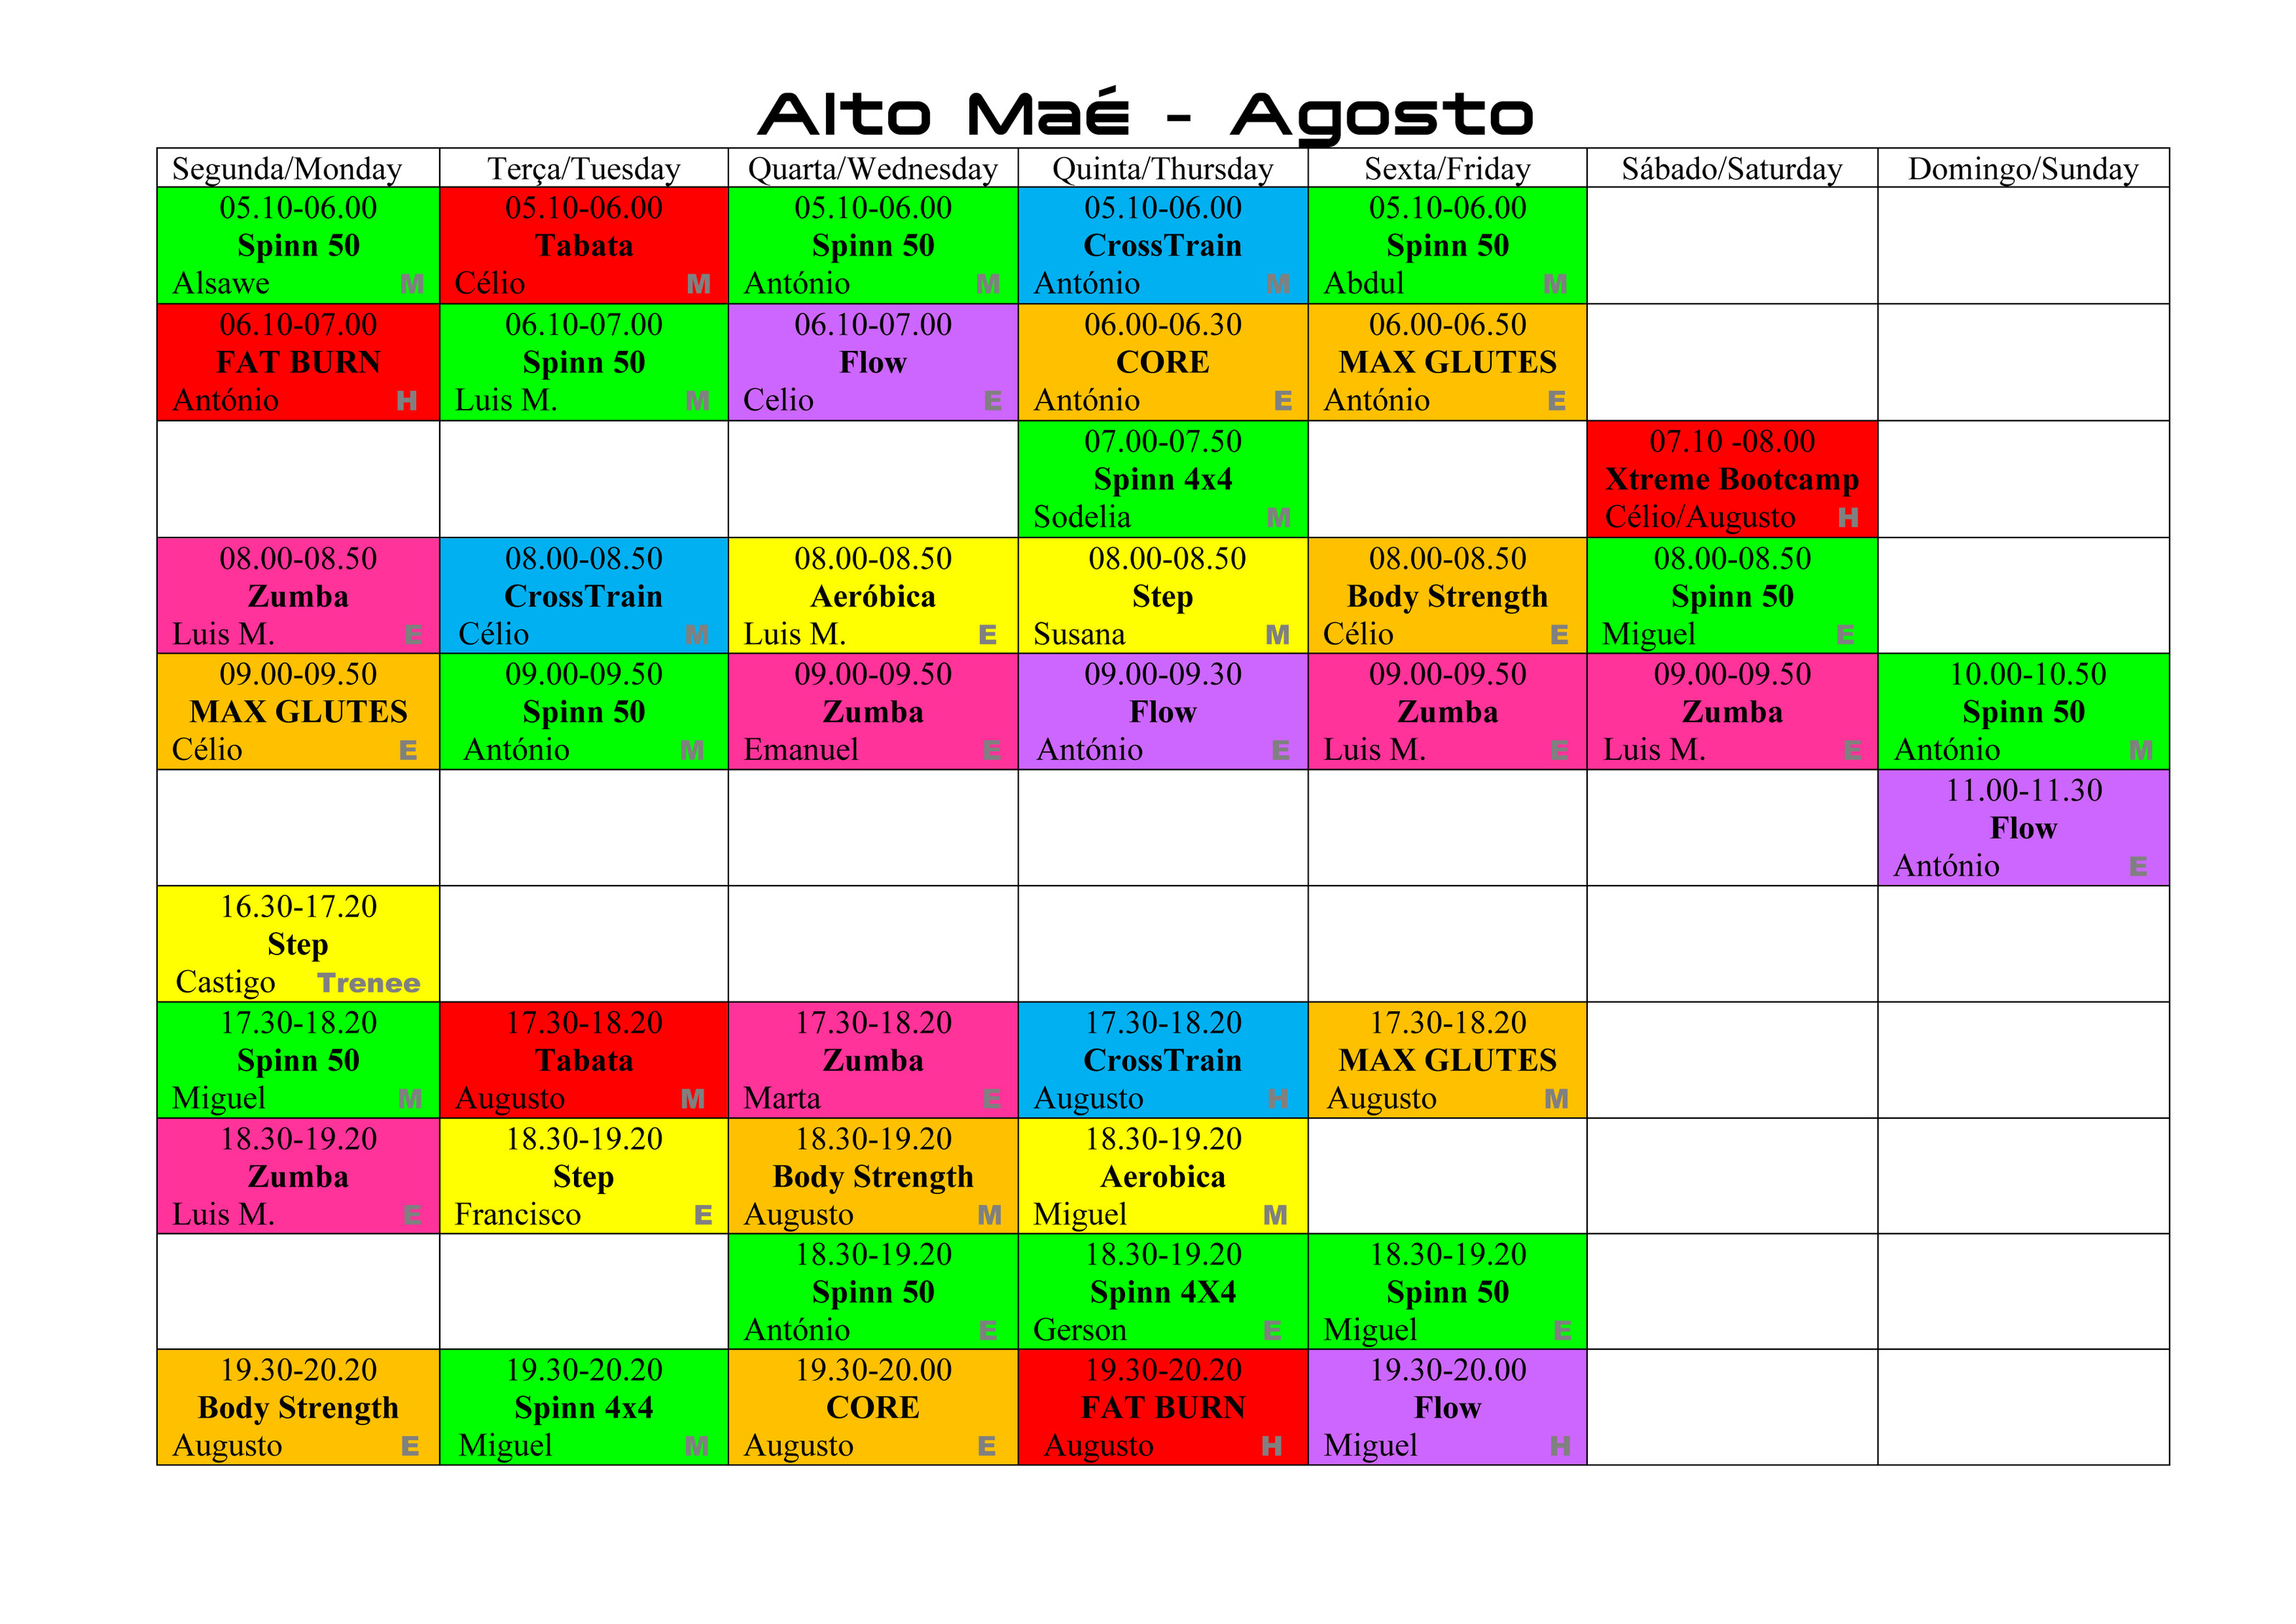 Alto Maé - Agosto
Segunda/Monday Terça/Tuesday Quarta/Wednesday Quinta/Thursday Sexta/Friday Sábado/Saturday Domingo/Sunday
05.10-06.00 05.10-06.00 05.10-06.00 05.10-06.00 05.10-06.00
Spinn 50 Tabata Spinn 50 CrossTrain Spinn 50
Alsawe M Célio M António M António M Abdul M
06.10-07.00 06.10-07.00 06.10-07.00 06.00-06.30 06.00-06.50
FAT BURN Spinn 50 Flow CORE MAX GLUTES
António H Luis M. M Celio E António E António E
07.00-07.50 07.10 -08.00
Spinn 4x4 Xtreme Bootcamp
Sodelia M Célio/Augusto H
08.00-08.50 08.00-08.50 08.00-08.50 08.00-08.50 08.00-08.50 08.00-08.50
Zumba CrossTrain Aeróbica Step Body Strength Spinn 50
Luis M. E Célio M Luis M. E Susana M Célio E Miguel E
09.00-09.50 09.00-09.50 09.00-09.50 09.00-09.30 09.00-09.50 09.00-09.50 10.00-10.50
MAX GLUTES Spinn 50 Zumba Flow Zumba Zumba Spinn 50
Célio E António M Emanuel E António E Luis M. E Luis M. E António M
11.00-11.30
Flow
António E
16.30-17.20
Step
Castigo Trenee
17.30-18.20 17.30-18.20 17.30-18.20 17.30-18.20 17.30-18.20
Spinn 50 Tabata Zumba CrossTrain MAX GLUTES
Miguel M Augusto M Marta E Augusto H Augusto M
18.30-19.20 18.30-19.20 18.30-19.20 18.30-19.20
Zumba Step Body Strength Aerobica
Luis M. E Francisco E Augusto M Miguel M
18.30-19.20 18.30-19.20 18.30-19.20
Spinn 50 Spinn 4X4 Spinn 50
António E Gerson E Miguel E
19.30-20.20 19.30-20.20 19.30-20.00 19.30-20.20 19.30-20.00
Body Strength Spinn 4x4 CORE FAT BURN Flow
Augusto E Miguel M Augusto E Augusto H Miguel H